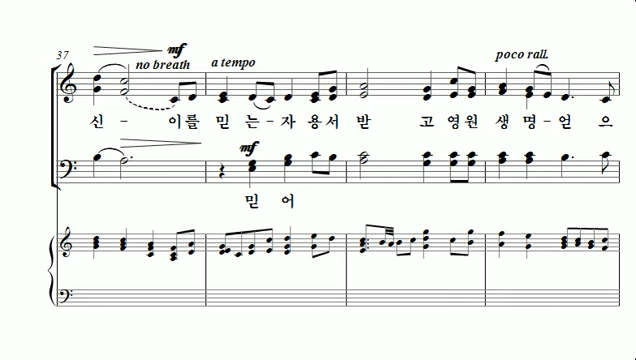 37
mf
no breath
a tempo
poco rall.
신 - 이를 믿 는-자 용서 받 고 영원 생 명-얻 으
mf
믿 어